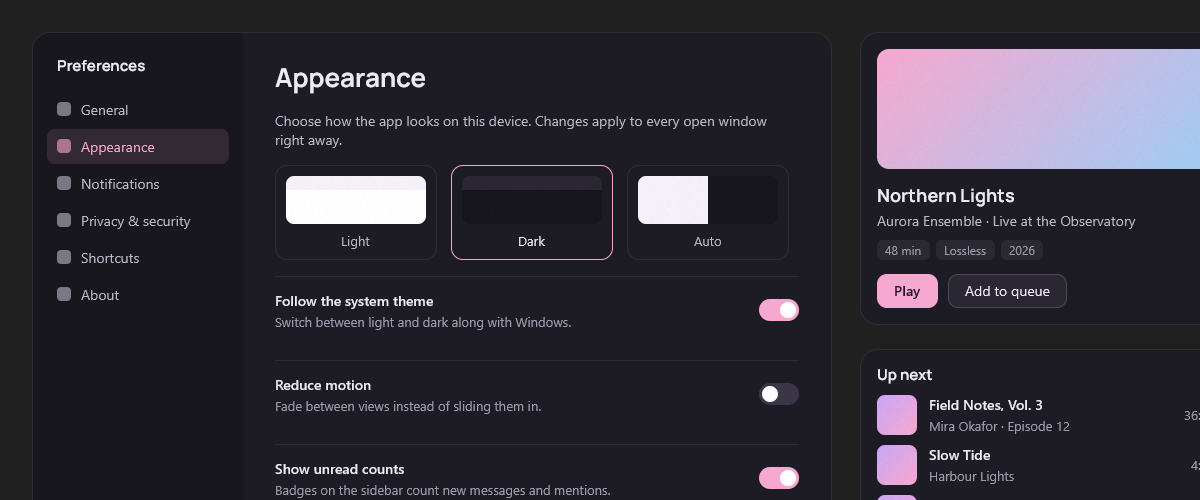 Preferences
General
Appearance
Notifications
Privacy & security
Shortcuts
About
Appearance
Choose how the app looks on this device. Changes apply to every open window
right away.
Light
Dark
Auto
Follow the system theme
Switch between light and dark along with Windows.
Reduce motion
Fade between views instead of sliding them in.
Show unread counts
Badges on the sidebar count new messages and mentions.
Northern Lights
Aurora Ensemble · Live at the Observatory
48 min
Lossless
2026
Play
Add to queue
Up next
Field Notes, Vol. 3
Mira Okafor · Episode 12
Slow Tide
Harbour Lights